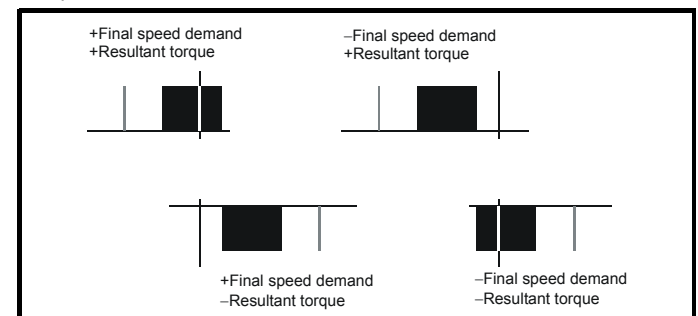 +Final speed demand
+Resultant torque
–Final speed demand
+Resultant torque
+Final speed demand
–Resultant torque
–Final speed demand
–Resultant torque